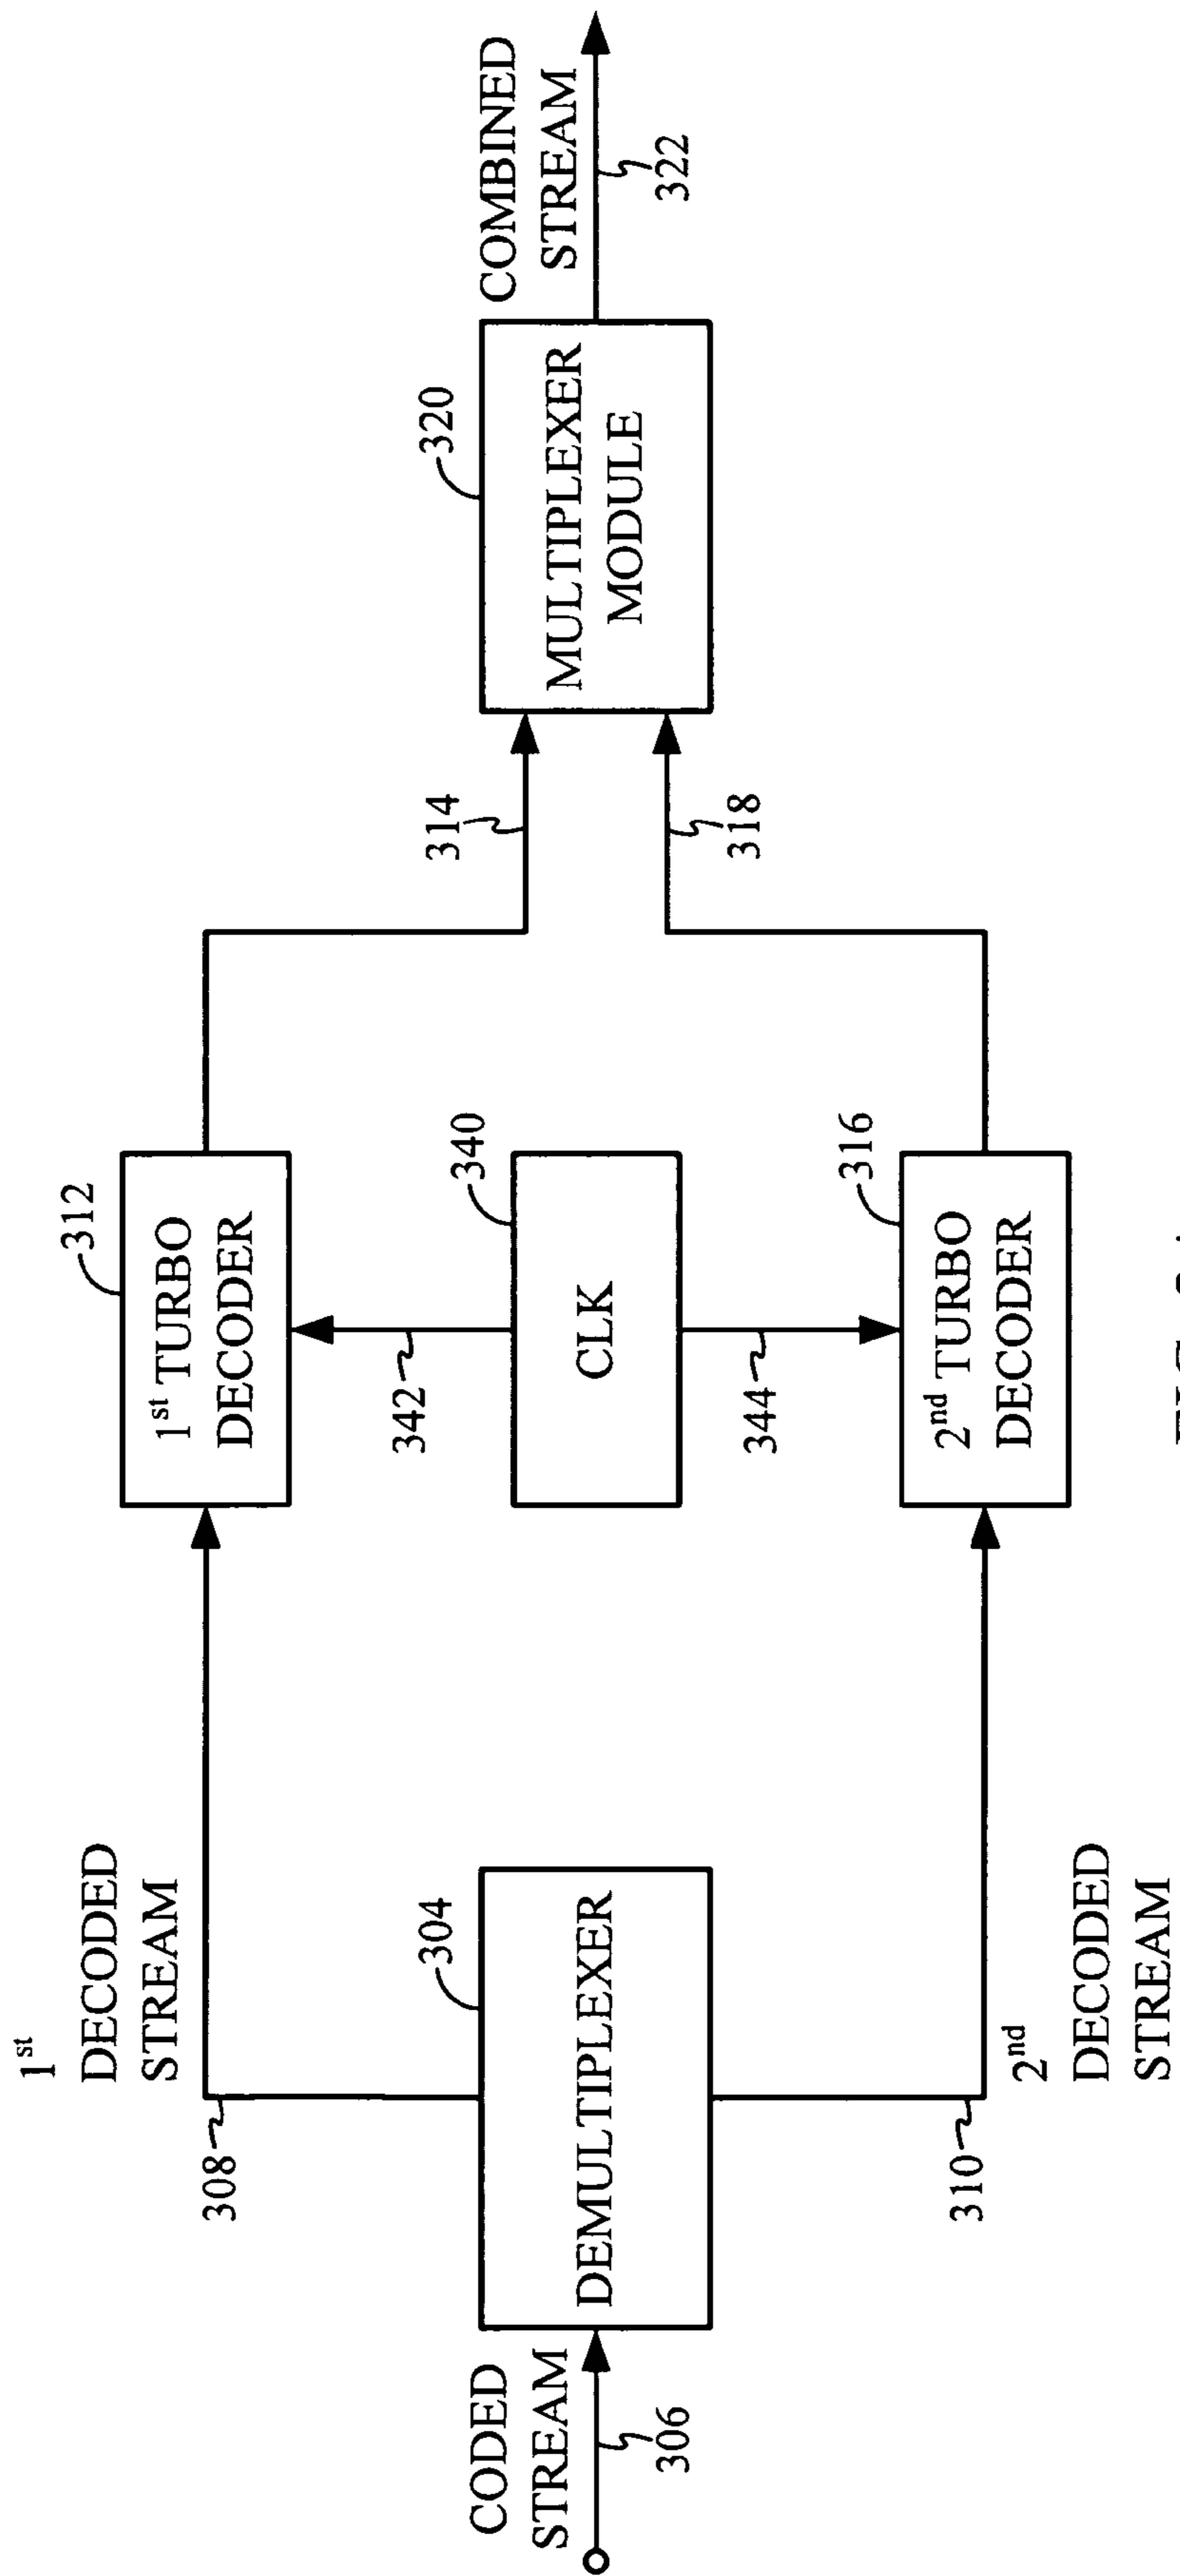 CODED
STREAM
306
DEMULTIPLEXER
304
308
1st
DECODED
STREAM
310
2nd
DECODED
STREAM
1st TURBO
DECODER
312
342
CLK
340
344
2nd TURBO
DECODER
316
314
318
MULTIPLEXER
MODULE
320
COMBINED
STREAM
322